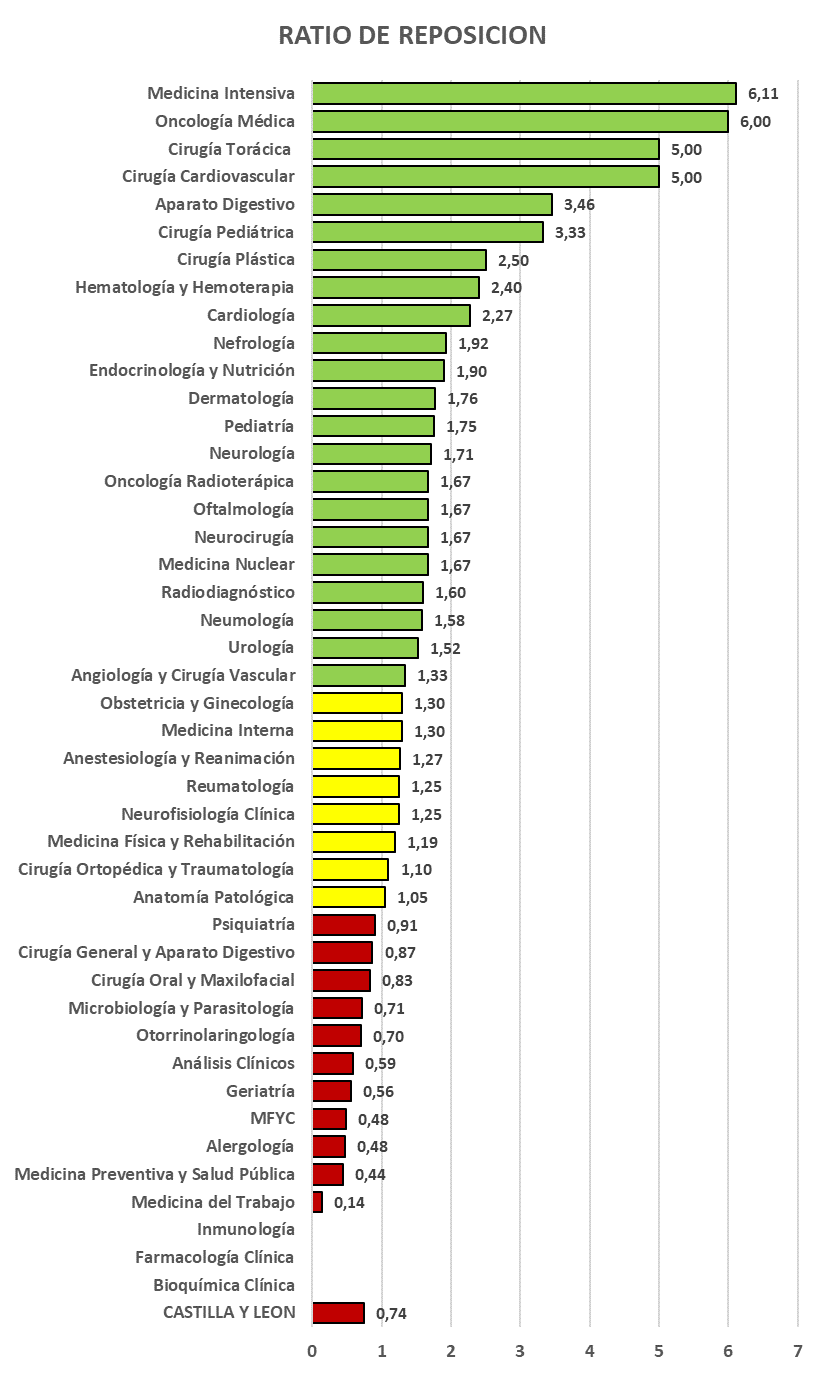 RATIO DE REPOSICION
Medicina Intensiva 6,11
Oncología Médica 6,00
Cirugía Torácica 5,00
Cirugía Cardiovascular 5,00
Aparato Digestivo 3,46
Cirugía Pediátrica 3,33
Cirugía Plástica 2,50
Hematología y Hemoterapia 2,40
Cardiología 2,27
Nefrología 1,92
Endocrinología y Nutrición 1,90
Dermatología 1,76
Pediatría 1,75
Neurología 1,71
Oncología Radioterápica 1,67
Oftalmología 1,67
Neurocirugía 1,67
Medicina Nuclear 1,67
Radiodiagnóstico 1,60
Neumología 1,58
Urología 1,52
Angiología y Cirugía Vascular 1,33
Obstetricia y Ginecología 1,30
Medicina Interna 1,30
Anestesiología y Reanimación 1,27
Reumatología 1,25
Neurofisiología Clínica 1,25
Medicina Física y Rehabilitación 1,19
Cirugía Ortopédica y Traumatología 1,10
Anatomía Patológica 1,05
Psiquiatría 0,91
Cirugía General y Aparato Digestivo 0,87
Cirugía Oral y Maxilofacial 0,83
Microbiología y Parasitología 0,71
Otorrinolaringología 0,70
Análisis Clínicos 0,59
Geriatría 0,56
MFYC 0,48
Alergología 0,48
Medicina Preventiva y Salud Pública 0,44
Medicina del Trabajo 0,14
Inmunología
Farmacología Clínica
Bioquímica Clínica
CASTILLA Y LEON 0,74
0 1 2 3 4 5 6 7